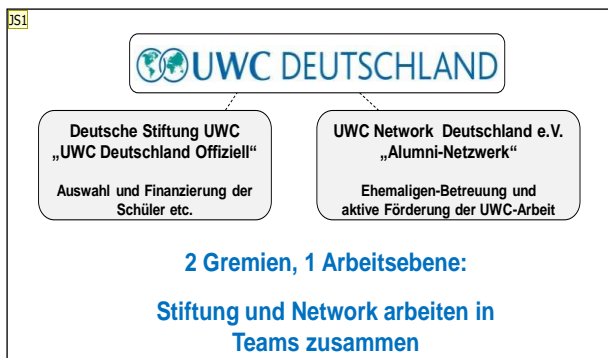 JS1
UWC DEUTSCHLAND
Deutsche Stiftung UWC
„UWC Deutschland Offiziell“
Auswahl und Finanzierung der
Schüler etc.
UWC Network Deutschland e.V.
„Alumni-Netzwerk“
Ehemaligen-Betreuung und
aktive Förderung der UWC-Arbeit
2 Gremien, 1 Arbeitsebene:
Stiftung und Network arbeiten in
Teams zusammen